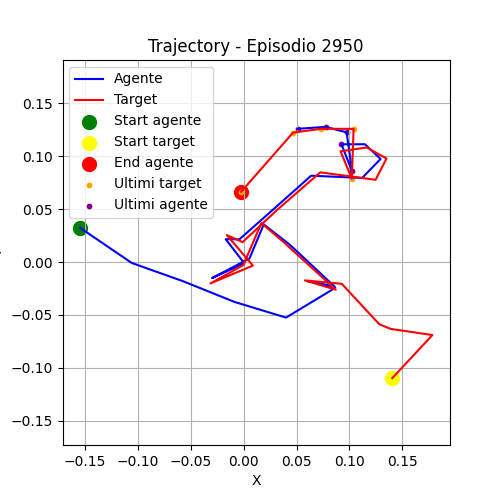 Trajectory - Episodio 2950
Agente
Target
Start agente
Start target
End agente
Ultimi target
Ultimi agente
0.15
0.10
0.05
0.00
−0.05
−0.10
−0.15
−0.15
−0.10
−0.05
0.00
0.05
0.10
0.15
X